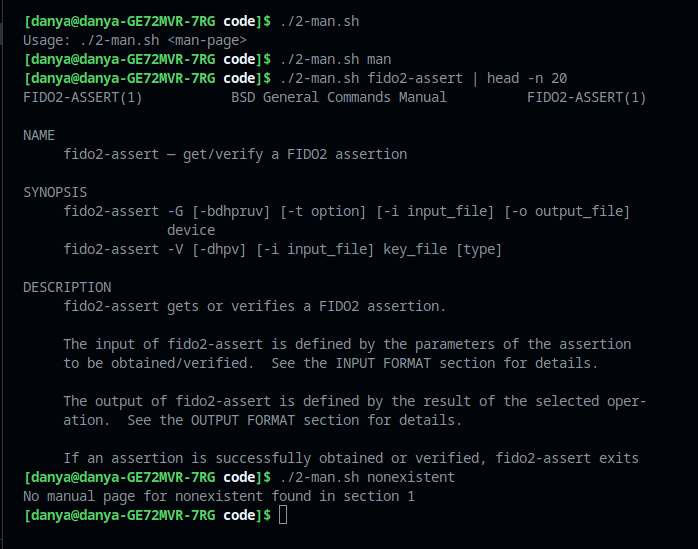 [danya@danya-GE72MVR-7RG code]$ ./2-man.sh
Usage: ./2-man.sh <man-page>
[danya@danya-GE72MVR-7RG code]$ ./2-man.sh man
[danya@danya-GE72MVR-7RG code]$ ./2-man.sh fido2-assert | head -n 20
FIDO2-ASSERT(1)           BSD General Commands Manual          FIDO2-ASSERT(1)

NAME
     fido2-assert — get/verify a FIDO2 assertion

SYNOPSIS
     fido2-assert -G [-bdhpruv] [-t option] [-i input_file] [-o output_file]
                  device
     fido2-assert -V [-dhpv] [-i input_file] key_file [type]

DESCRIPTION
     fido2-assert gets or verifies a FIDO2 assertion.

     The input of fido2-assert is defined by the parameters of the assertion
     to be obtained/verified.  See the INPUT FORMAT section for details.

     The output of fido2-assert is defined by the result of the selected oper-
     ation.  See the OUTPUT FORMAT section for details.

     If an assertion is successfully obtained or verified, fido2-assert exits
[danya@danya-GE72MVR-7RG code]$ ./2-man.sh nonexistent
No manual page for nonexistent found in section 1
[danya@danya-GE72MVR-7RG code]$